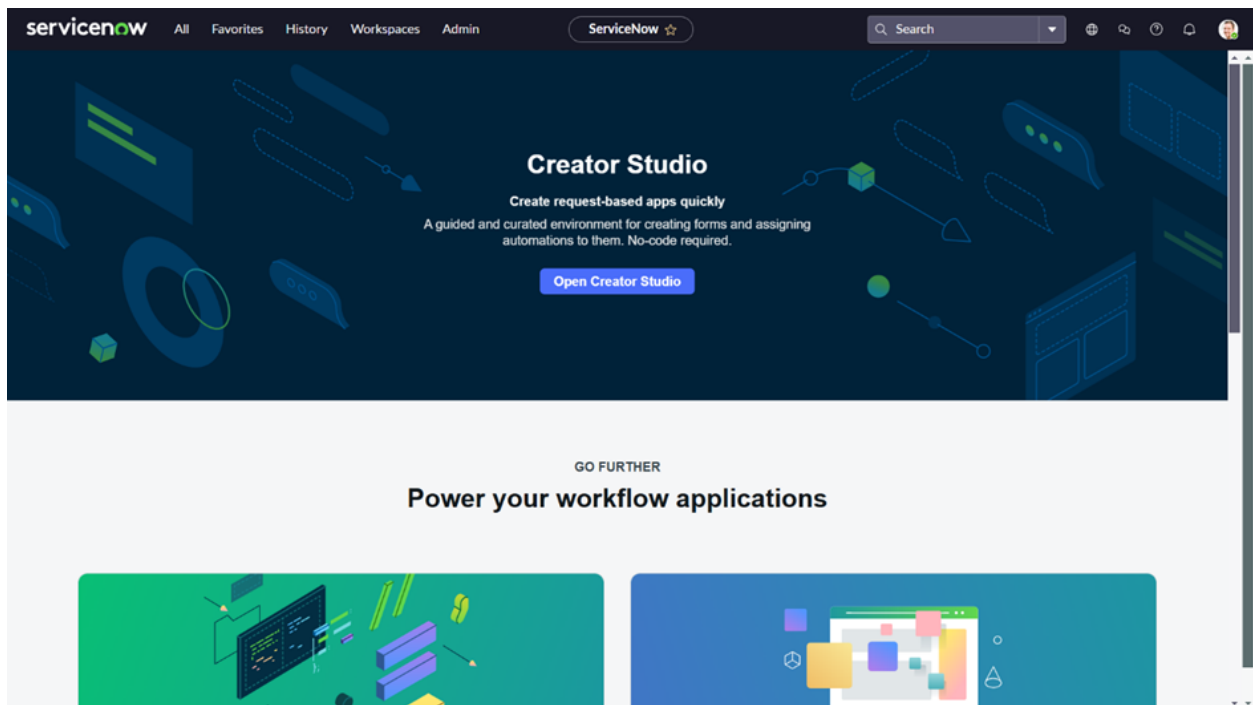 servicenow All Favorites History Workspaces Admin ServiceNow Search
Creator Studio
Create request-based apps quickly
A guided and curated environment for creating forms and assigning
automations to them. No-code required.
Open Creator Studio
GO FURTHER
Power your workflow applications